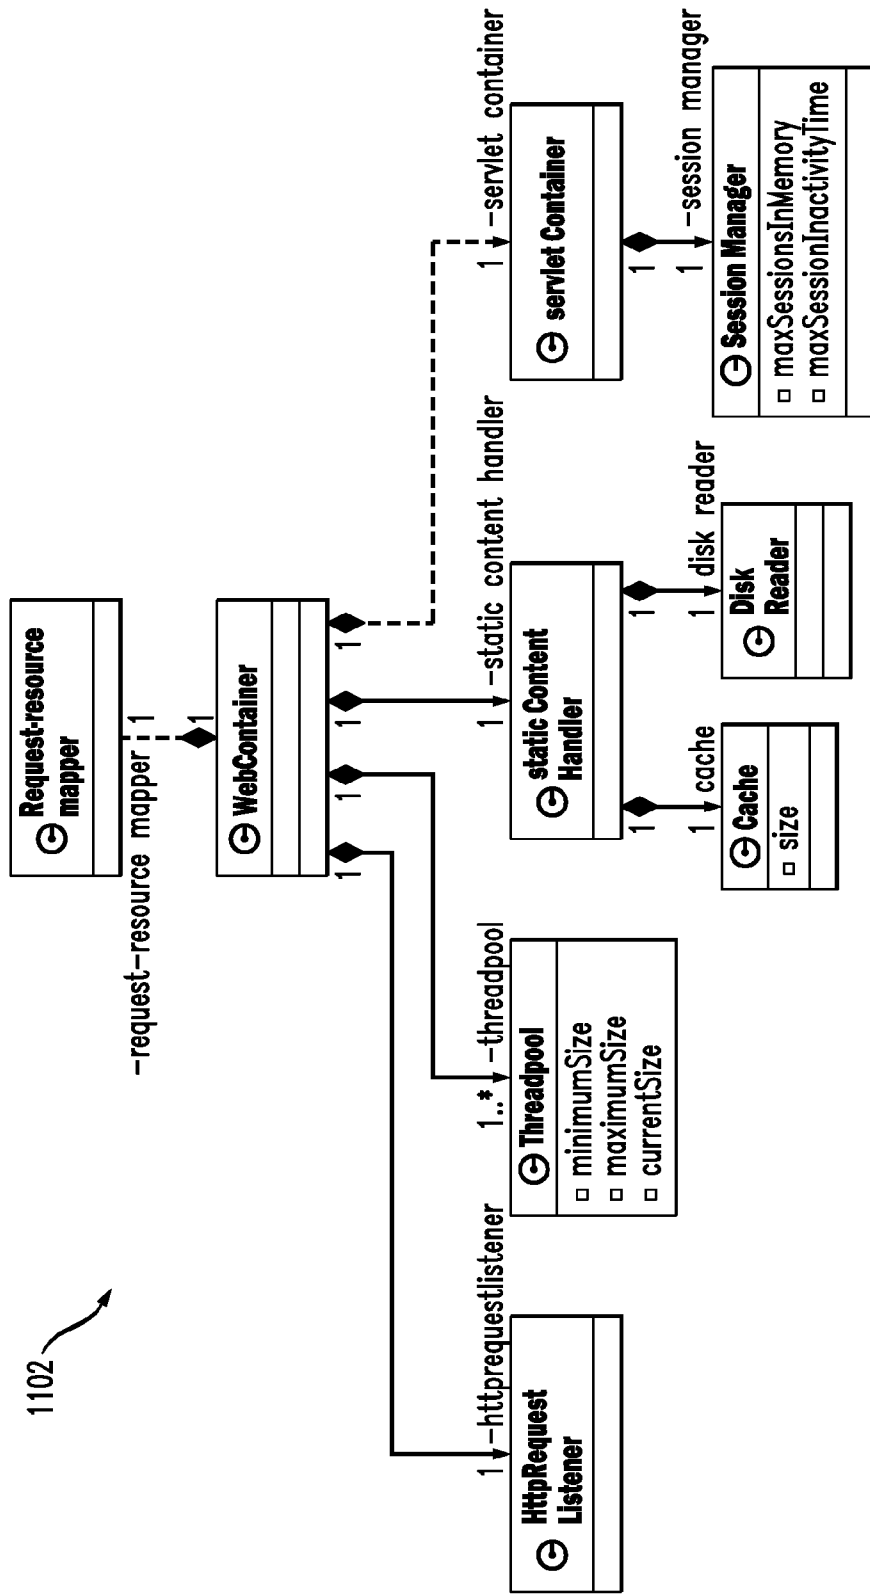 1102
Request-resource
mapper
-request-resource mapper
1
1
WebContainer
1
1
1
1
1 -httprequestlistener
HttpRequest
Listener
1..* -threadpool
Threadpool
minimumSize
maximumSize
currentSize
1 -static content handler
static Content
Handler
1
1
1 cache
Cache
size
1 disk reader
Disk
Reader
1 -servlet container
servlet Container
1
1 -session manager
Session Manager
maxSessionsInMemory
maxSessionInactivityTime